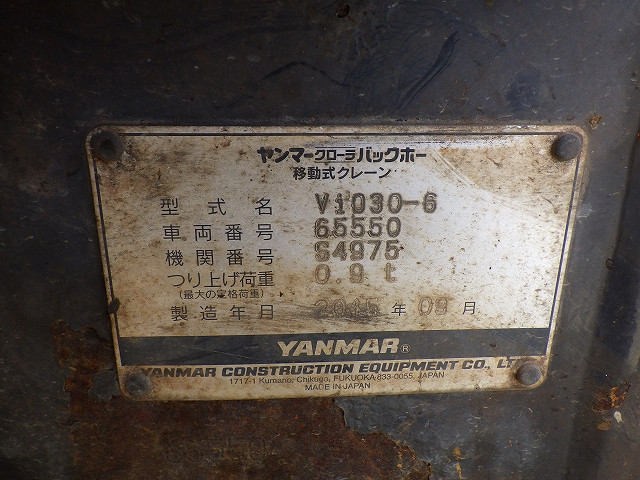 ヤンマークローラバックホー
移動式クレーン
型式名 ViO30-6
車両番号 65550
機関番号 S4975
つり上げ荷重 0.9 t
(最大の定格荷重)
製造年月 2015 年 09 月
YANMAR®
YANMAR CONSTRUCTION EQUIPMENT CO.,
1717-1 Kumano, Chikugo, FUKUOKA 833-0055, JAPAN
MADE IN JAPAN